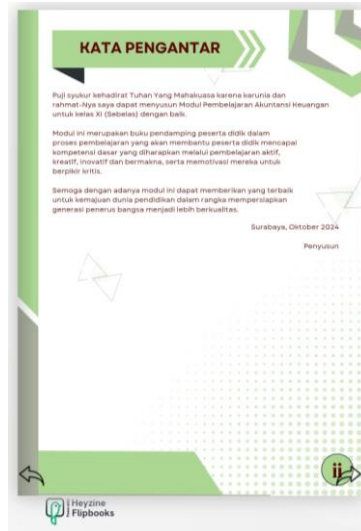 KATA PENGANTAR
Puji syukur kehadirat Tuhan Yang Mahakuasa karena karunia dan
rahmat-Nya saya dapat menyusun Modul Pembelajaran Akuntansi Keuangan
untuk kelas XI (Sebelas) dengan baik.
Modul ini merupakan buku pendamping peserta didik dalam
proses pembelajaran yang akan membantu peserta didik mencapai
kompetensi dasar yang diharapkan melalui pembelajaran aktif,
kreatif, inovatif dan bermakna, serta memotivasi mereka untuk
berpikir kritis.
Semoga dengan adanya modul ini dapat memberikan yang terbaik
untuk kemajuan dunia pendidikan dalam rangka mempersiapkan
generasi penerus bangsa menjadi lebih berkualitas.
Surabaya, Oktober 2024
Penyusun
ii
Heyzine
Flipbooks